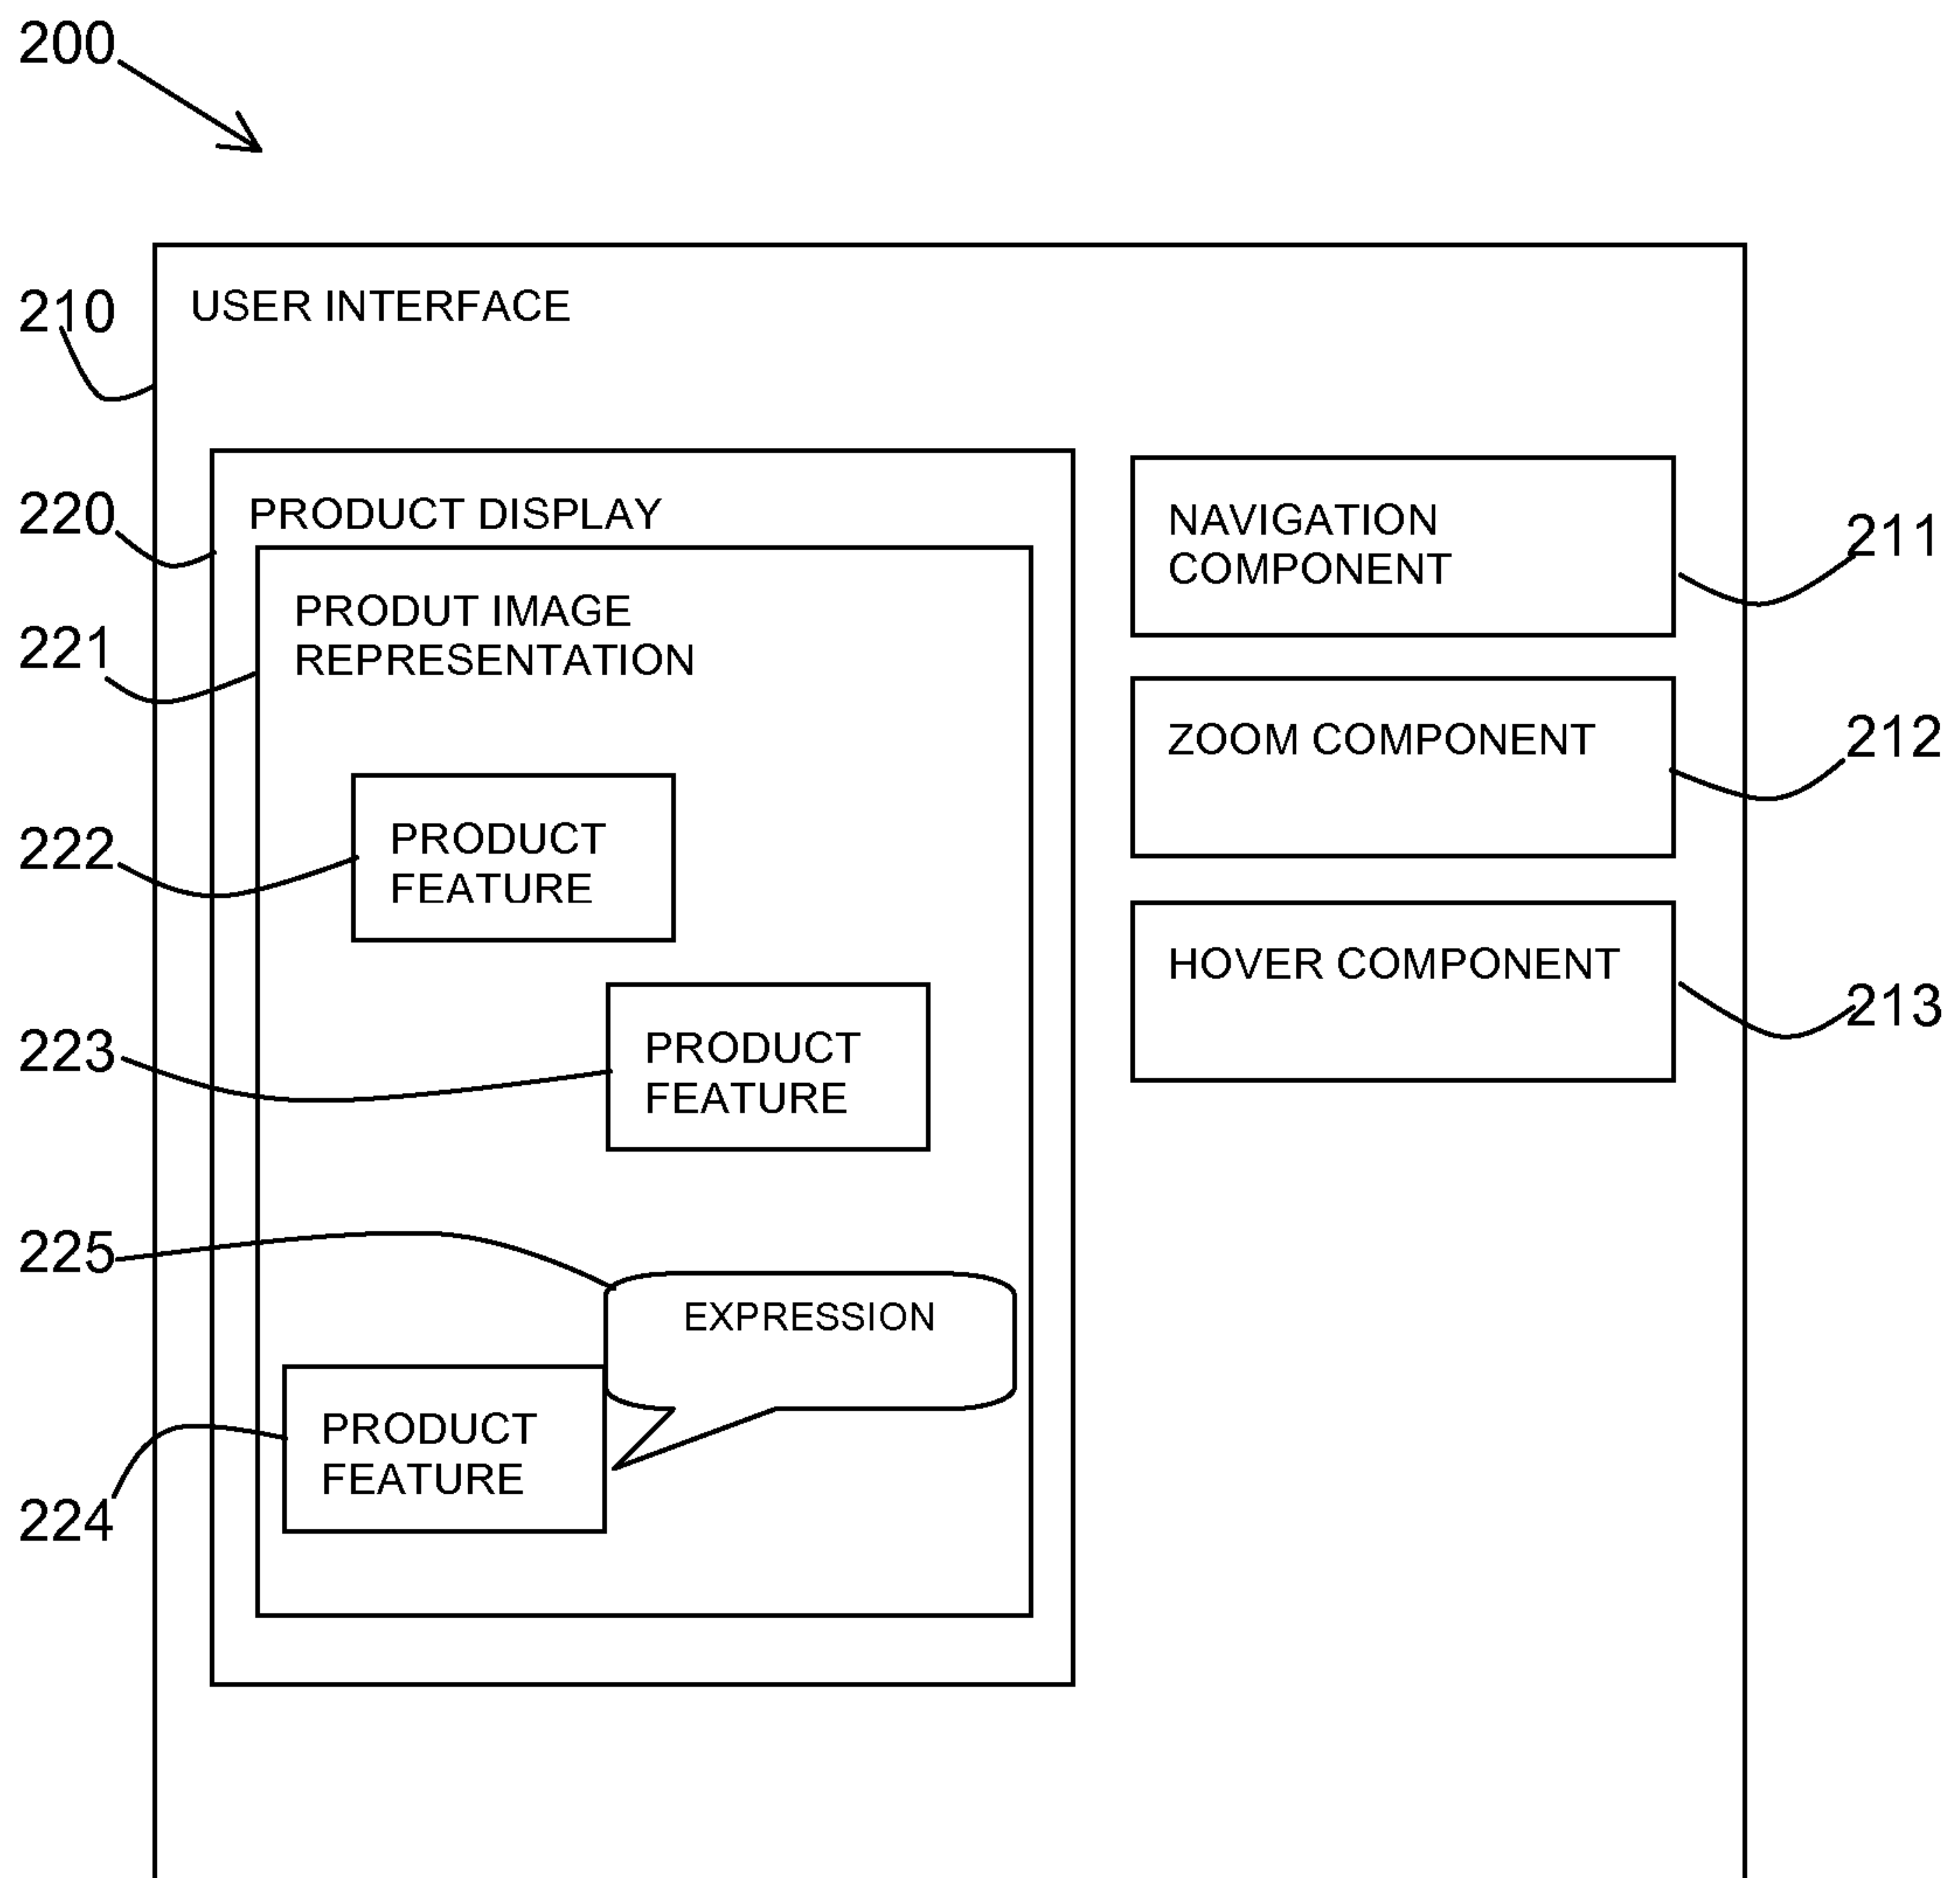 200
210
USER INTERFACE
220
PRODUCT DISPLAY
221
PRODUT IMAGE
REPRESENTATION
222
PRODUCT
FEATURE
223
PRODUCT
FEATURE
225
EXPRESSION
224
PRODUCT
FEATURE
NAVIGATION
COMPONENT
211
ZOOM COMPONENT
212
HOVER COMPONENT
213